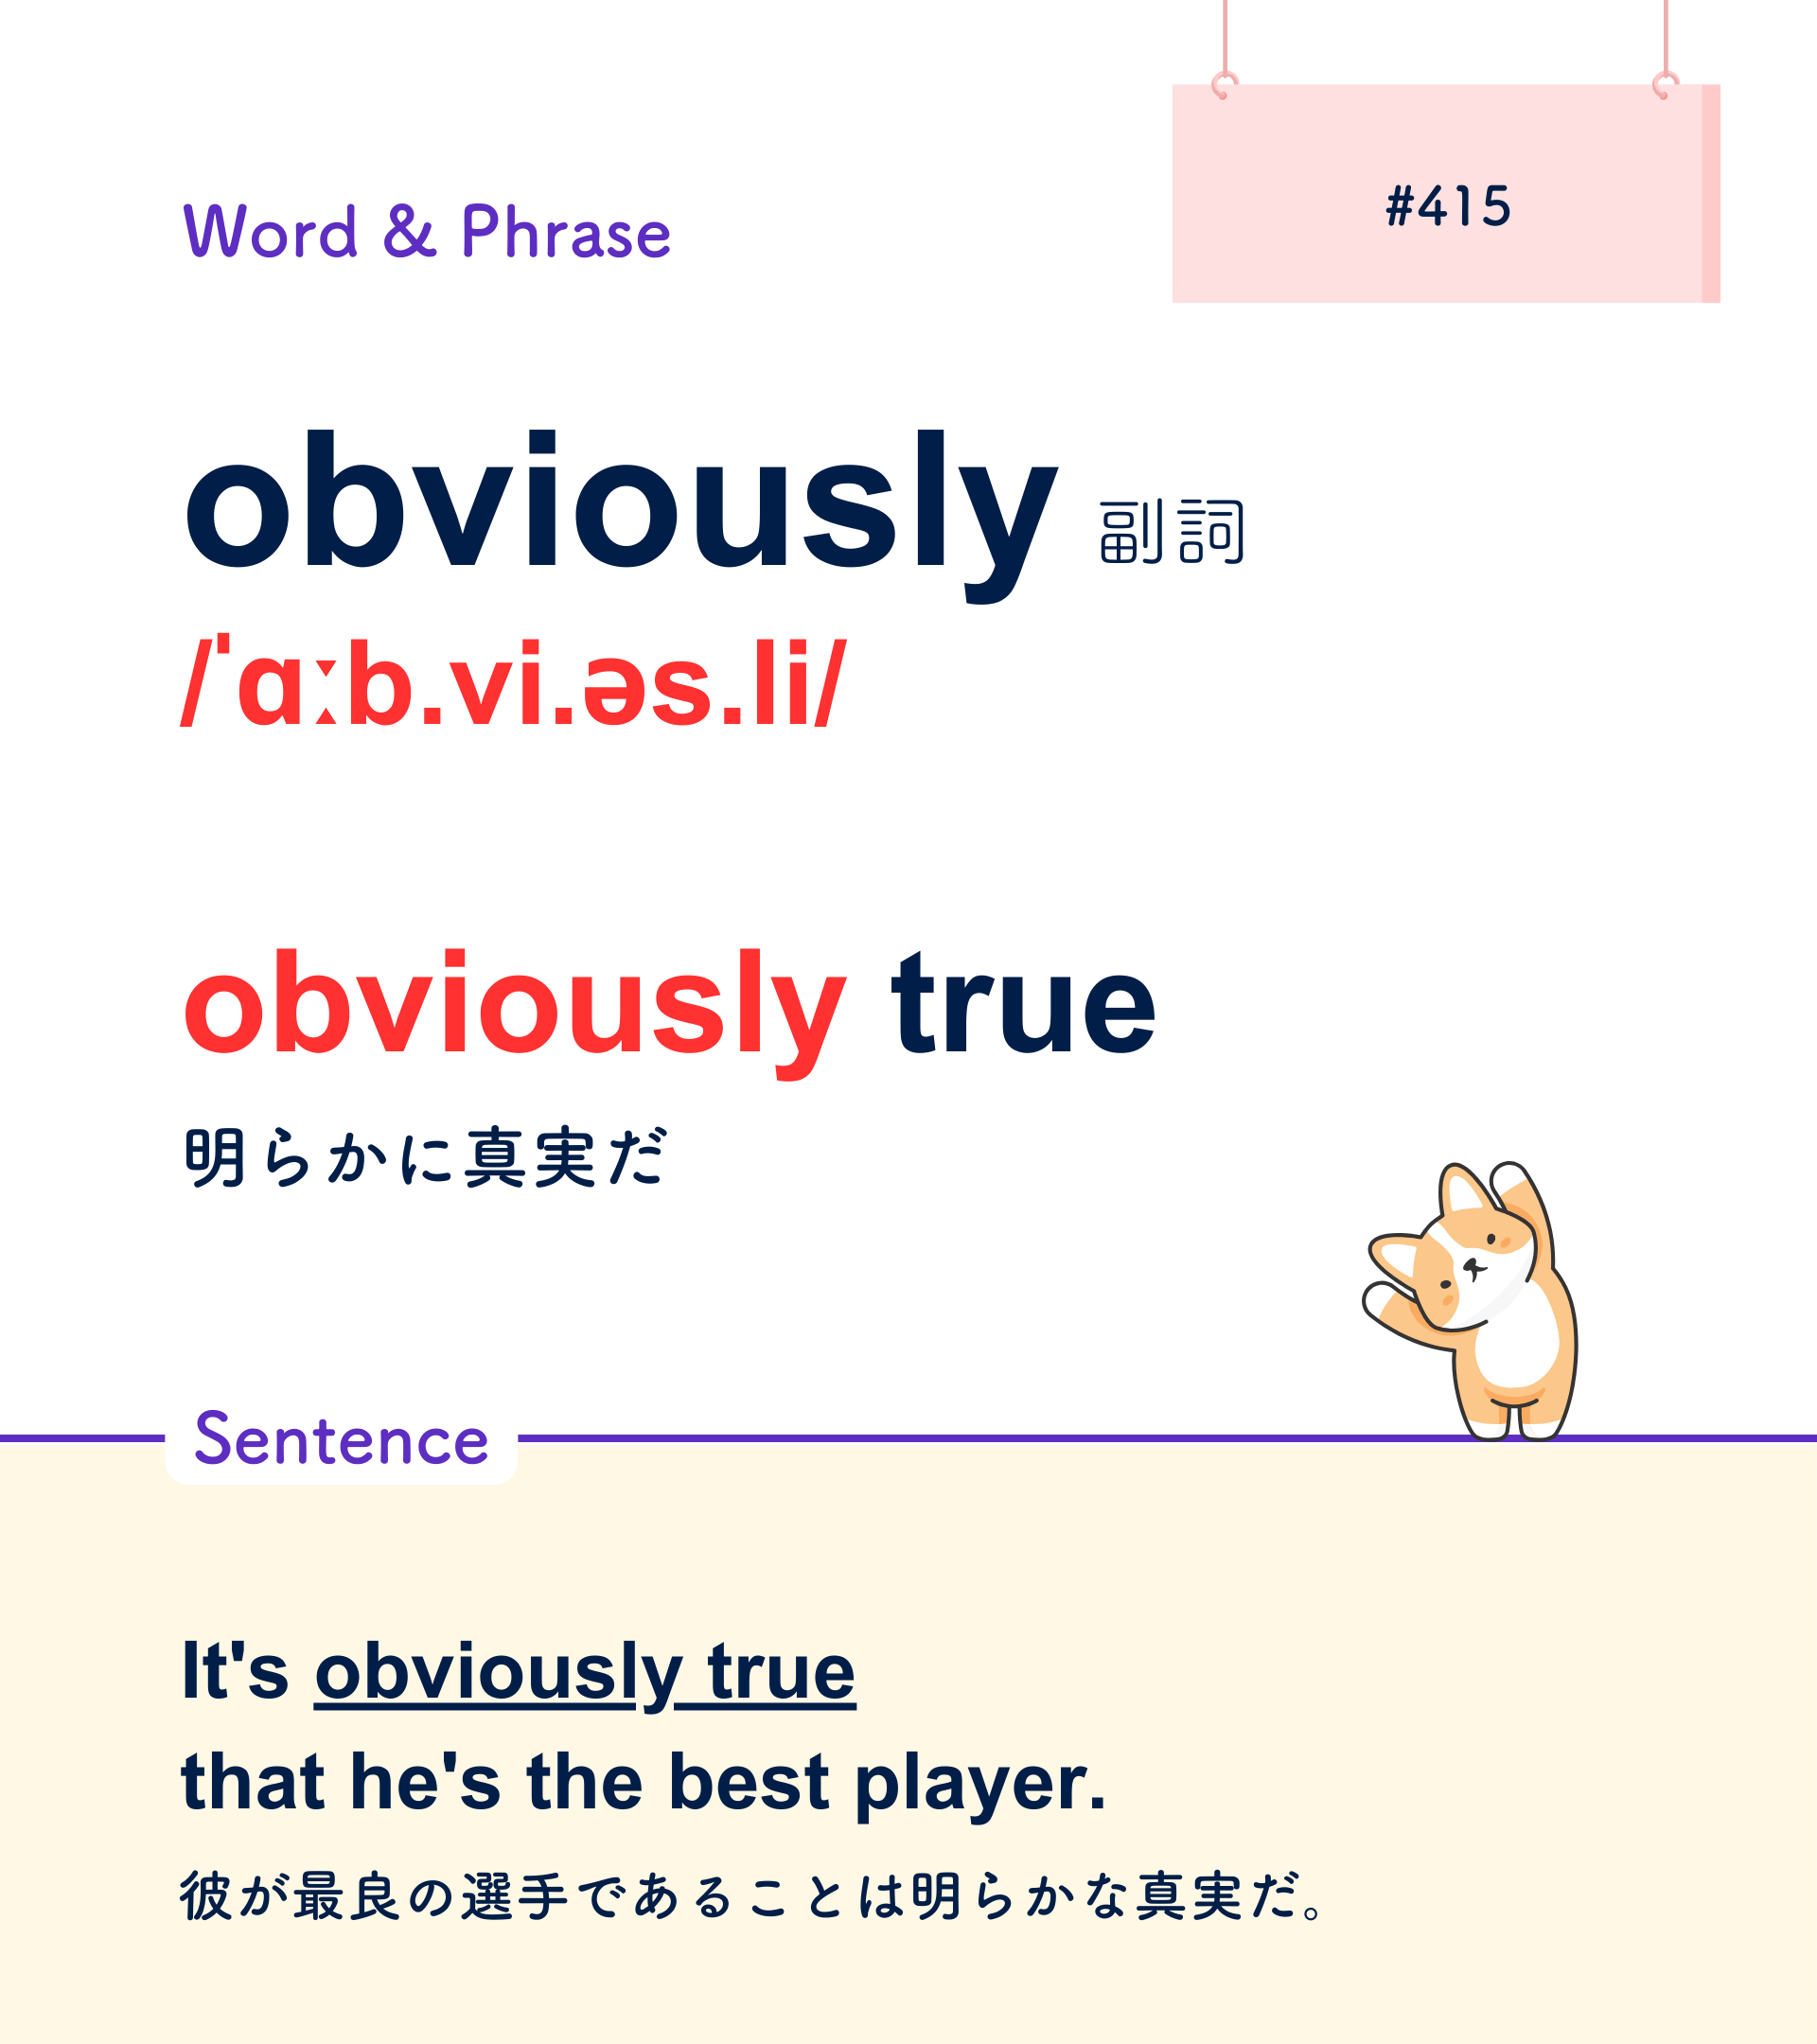 #415
Word & Phrase
obviously 副詞
/ˈɑː.b.vi.əs.li/
obviously true
明らかに真実だ
Sentence
It's obviously true
that he's the best player.
彼が最良の選手であることは明らかな真実だ。